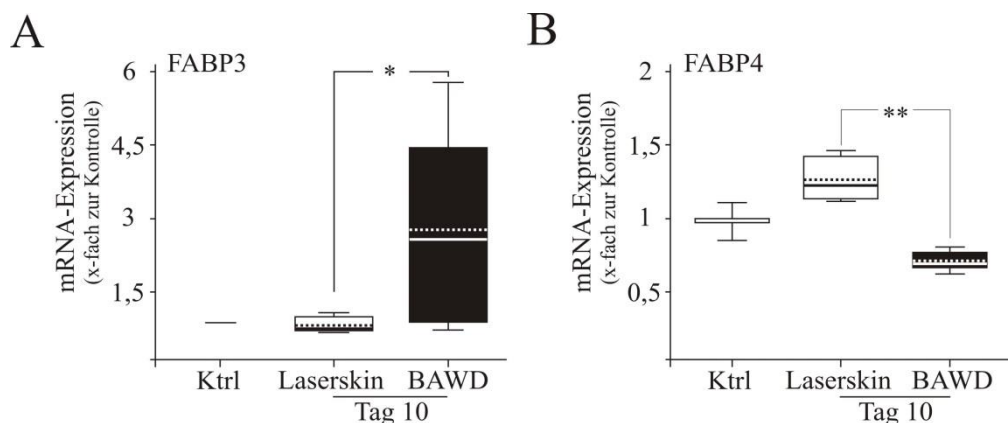 A
FABP3
mRNA-Expression
(x-fach zur Kontrolle)
6
4,5
3
1,5
*
Ktrl
Laserskin
BAWD
Tag 10
B
FABP4
mRNA-Expression
(x-fach zur Kontrolle)
2
1,5
1
0,5
**
Ktrl
Laserskin
BAWD
Tag 10